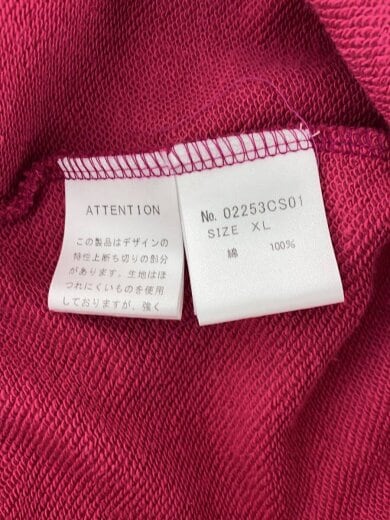 ATTENTION
この製品はデザインの
特性上断ち切りの部分
があります。生地はほ
つれにくいものを使用
しておりますが、強く
No. 02253CS01
SIZE XL
綿 100%